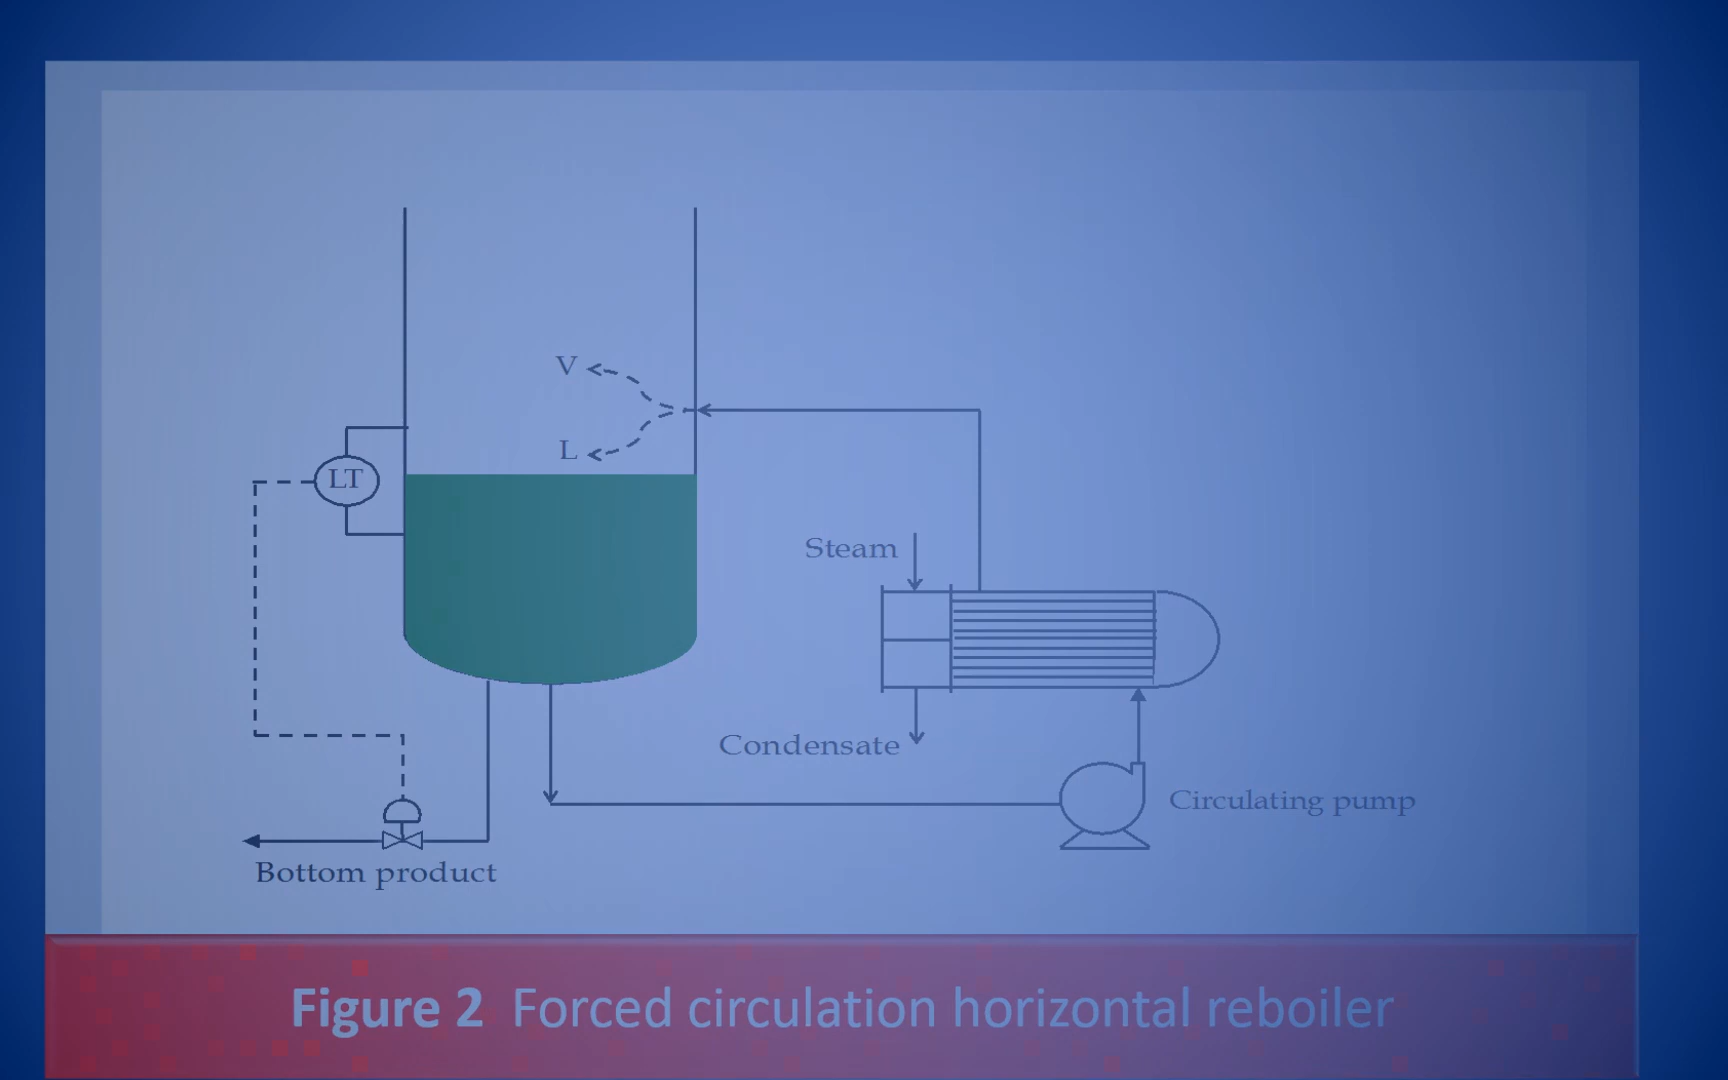 V
L
LT
Steam
Condensate
Circulating pump
Bottom product
Figure 2 Forced circulation horizontal reboiler